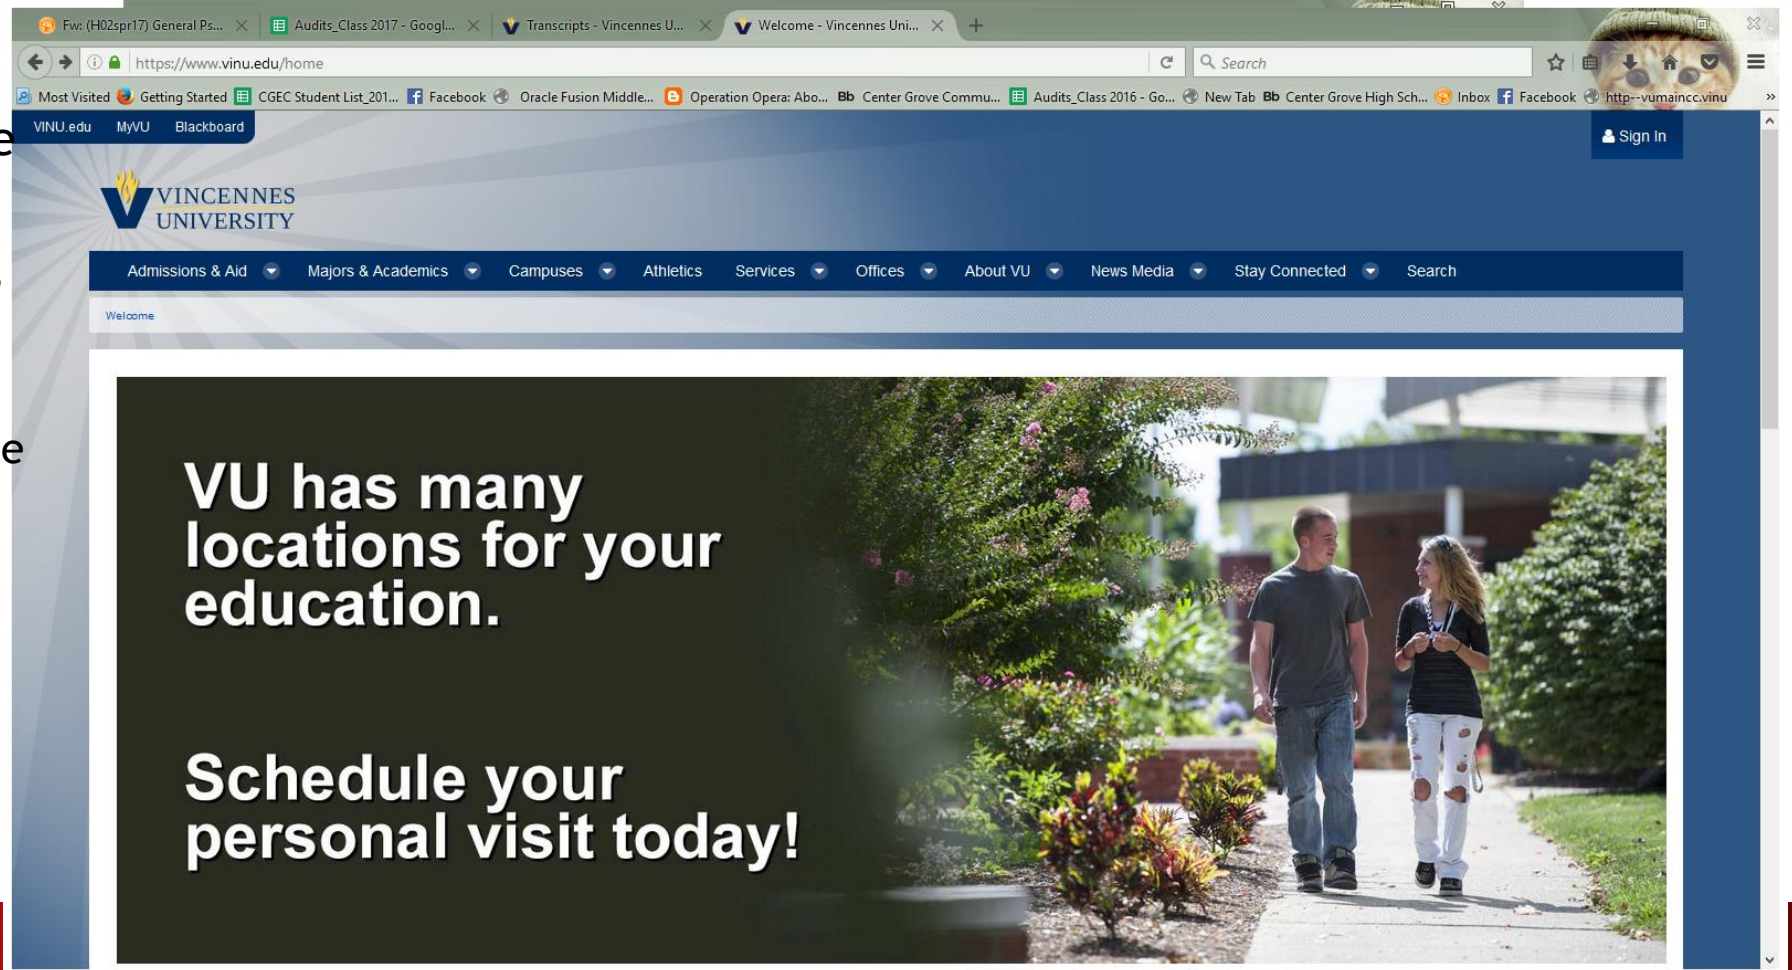 Fw: (H02spr17) General Ps... Audits_Class 2017 - Googl... Transcripts - Vincennes U... Welcome - Vincennes Uni...
https://www.vinu.edu/home Search
Most Visited Getting Started CGEC Student List_201... Facebook Oracle Fusion Middle... Operation Opera: Abo... Bb Center Grove Commu... Audits_Class 2016 - Go... New Tab Bb Center Grove High Sch... Inbox Facebook http--vumaincc.vinu
VINU.edu MyVU Blackboard
e
Sign In
VINCENNES
UNIVERSITY
Admissions & Aid Majors & Academics Campuses Athletics Services Offices About VU News Media Stay Connected Search
Welcome
e
VU has many
locations for your
education.
Schedule your
personal visit today!